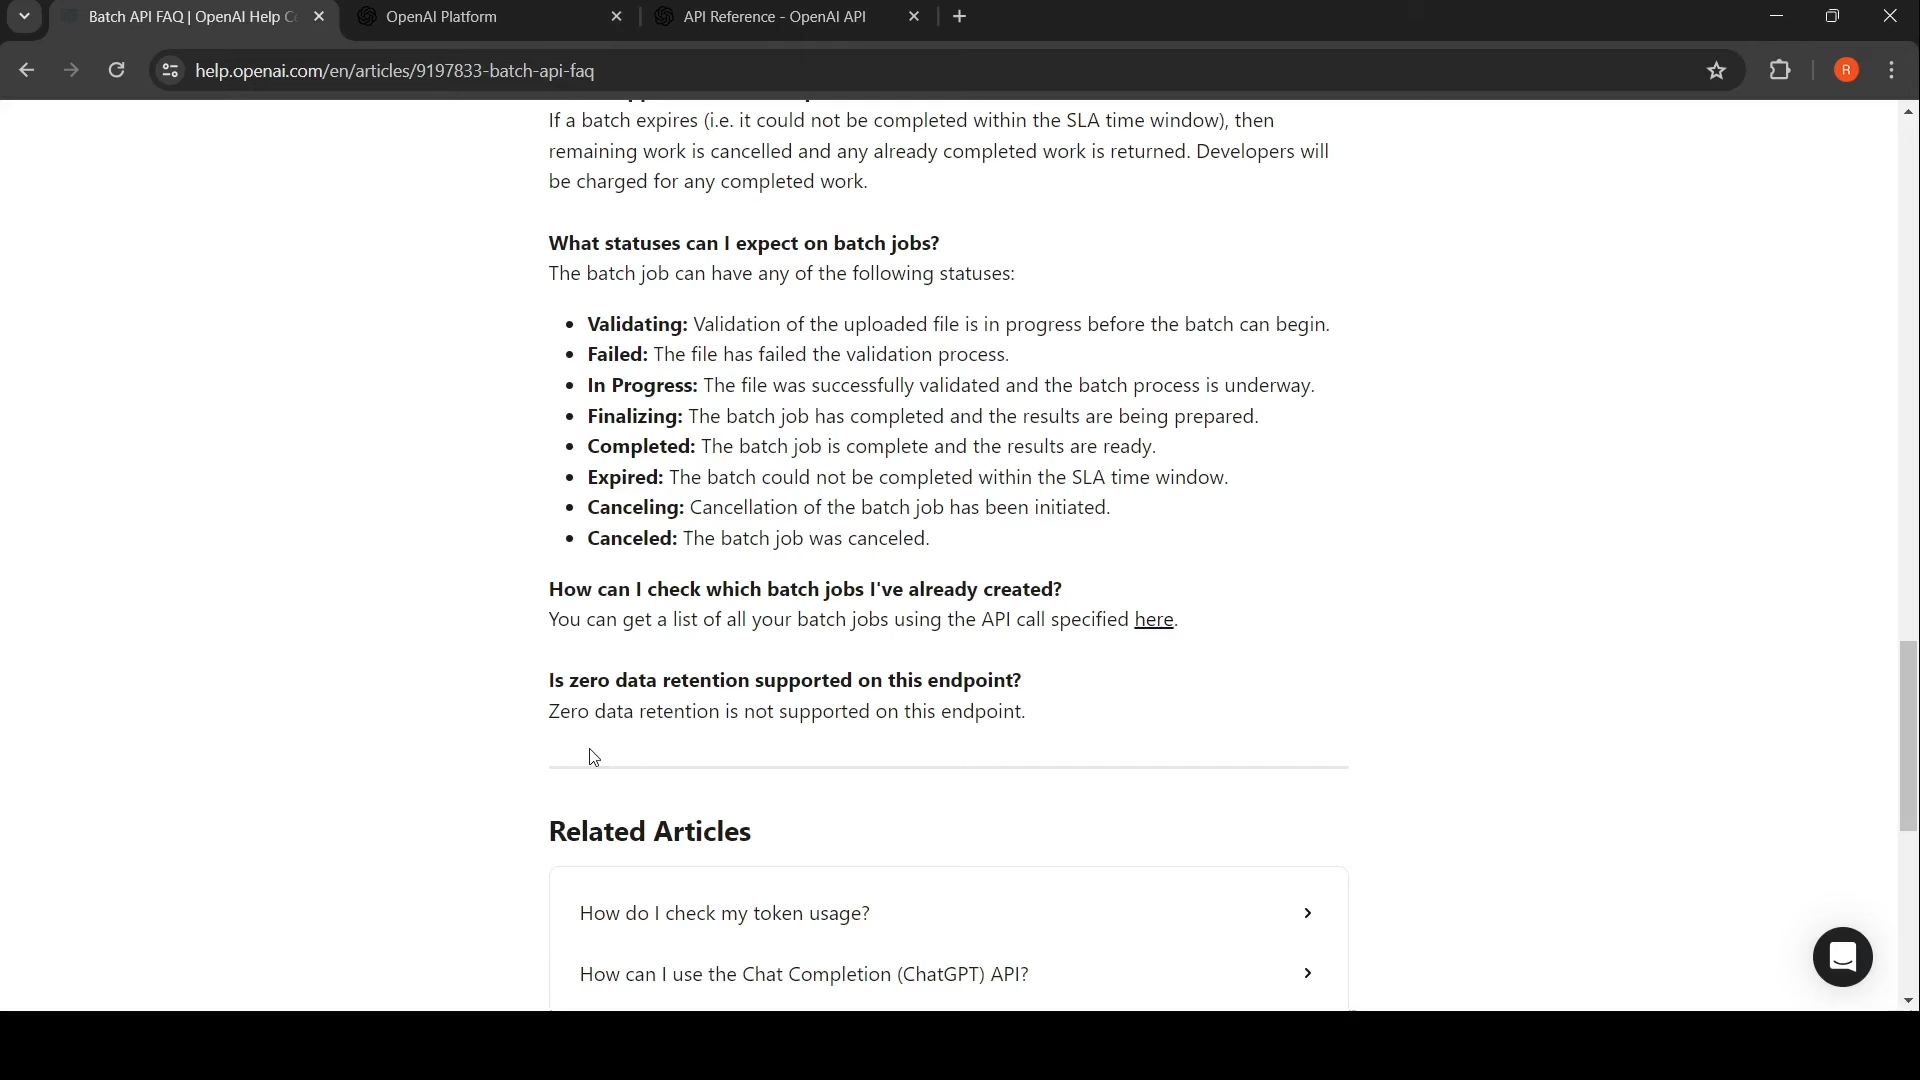 Batch API FAQ | OpenAI Help C
OpenAI Platform
API Reference - OpenAI API
help.openai.com/en/articles/9197833-batch-api-faq
R
If a batch expires (i.e. it could not be completed within the SLA time window), then
remaining work is cancelled and any already completed work is returned. Developers will
be charged for any completed work.
What statuses can I expect on batch jobs?
The batch job can have any of the following statuses:
• Validating: Validation of the uploaded file is in progress before the batch can begin.
• Failed: The file has failed the validation process.
• In Progress: The file was successfully validated and the batch process is underway.
• Finalizing: The batch job has completed and the results are being prepared.
• Completed: The batch job is complete and the results are ready.
• Expired: The batch could not be completed within the SLA time window.
• Canceling: Cancellation of the batch job has been initiated.
• Canceled: The batch job was canceled.
How can I check which batch jobs I've already created?
You can get a list of all your batch jobs using the API call specified here.
Is zero data retention supported on this endpoint?
Zero data retention is not supported on this endpoint.
Related Articles
How do I check my token usage?
How can I use the Chat Completion (ChatGPT) API?